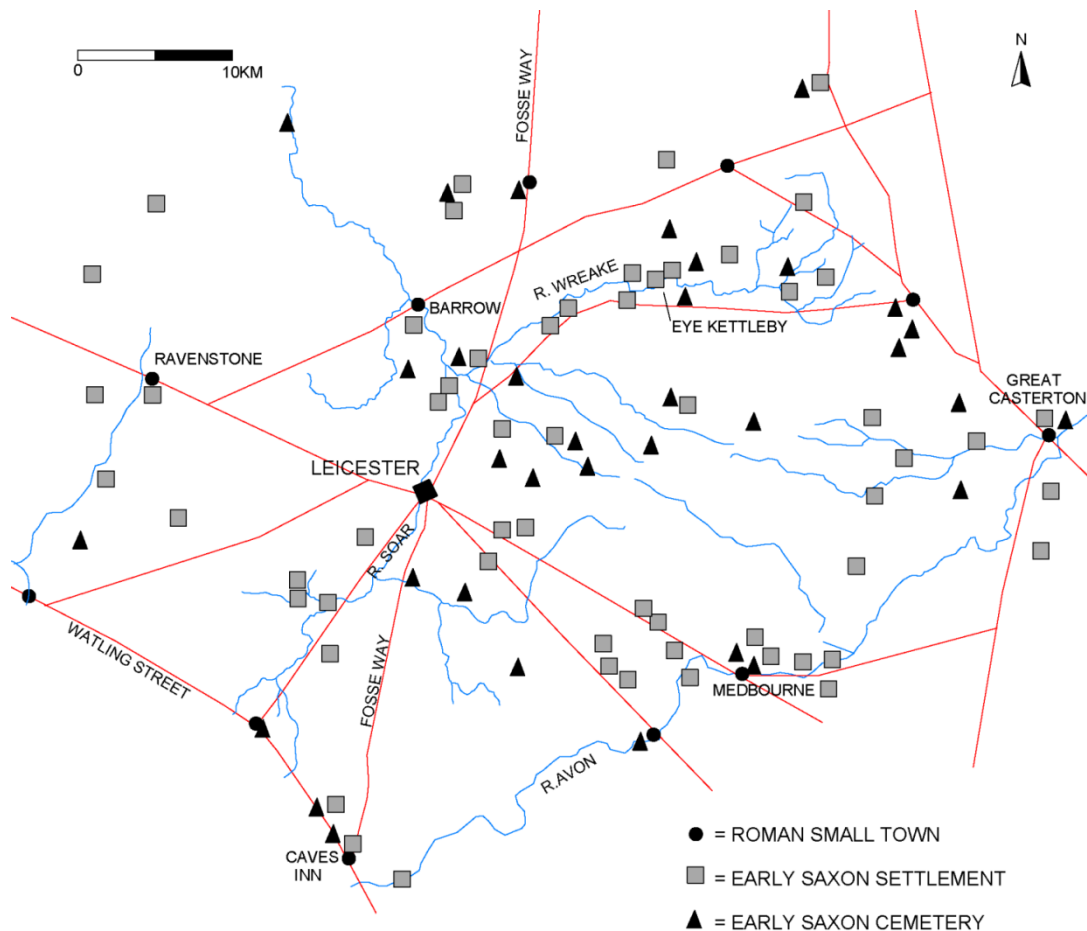 N
0
10KM
FOSSE WAY
R. WREAKE
BARROW
EYE KETTLEBY
RAVENSTONE
GREAT
CASTERTON
LEICESTER
R. SOAR
WATLING STREET
FOSSE WAY
MEDBOURNE
R.AVON
CAVES
INN
= ROMAN SMALL TOWN
= EARLY SAXON SETTLEMENT
= EARLY SAXON CEMETERY